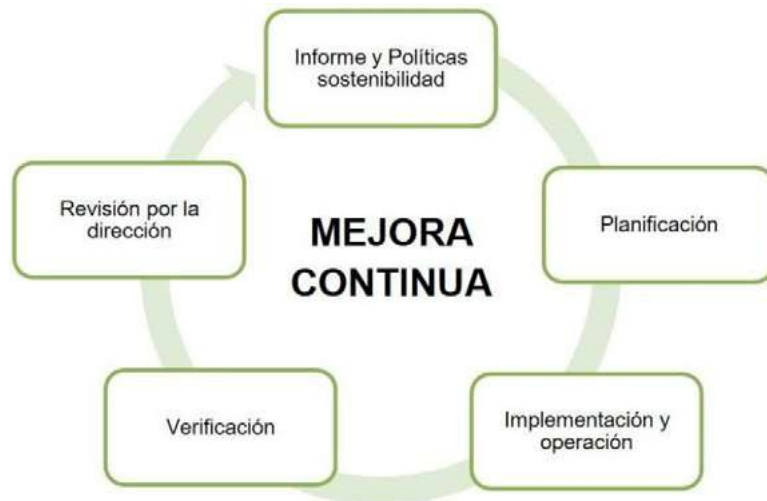 Informe y Políticas
sostenibilidad
Planificación
Implementación y
operación
Verificación
Revisión por la
dirección
MEJORA
CONTINUA